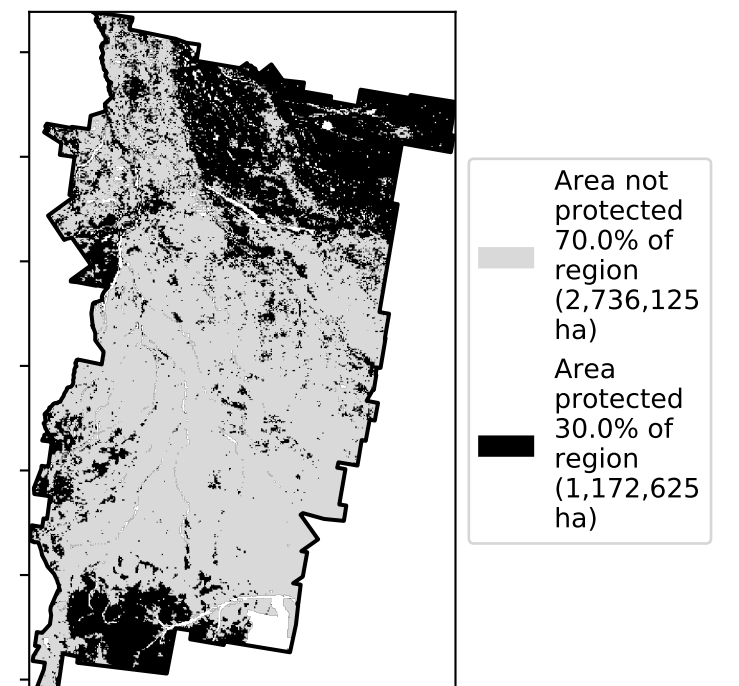 Area not
protected
70.0% of
region
(2,736,125
ha)
Area
protected
30.0% of
region
(1,172,625
ha)